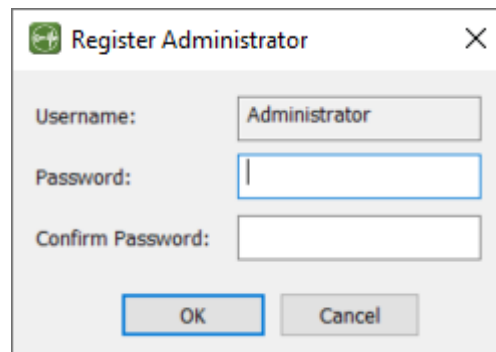 Register Administrator
Username: Administrator
Password:
Confirm Password:
OK Cancel